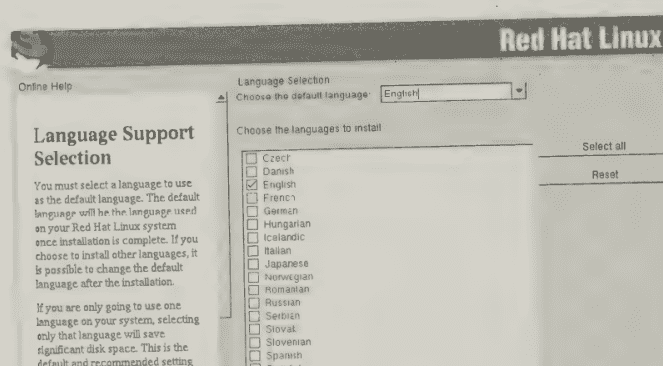 Red Hat Linux
Online Help
Language Support
Selection
You must select a language to use
as the default language. The default
language will be the language used
on your Red Hat Linux system
once installation is complete. If you
choose to install other languages, it
is possible to change the default
language after the installation.
If you are only going to use one
language on your system, selecting
only that language will save
significant disk space. This is the
default and recommended setting
Language Selection
Choose the default language:
English
Choose the languages to install
Czech
Danish
English
French
German
Hungarian
Icelandic
Italian
Japanese
Norwegian
Romanian
Russian
Serbian
Slovak
Slovenian
Spanish
Select all
Reset